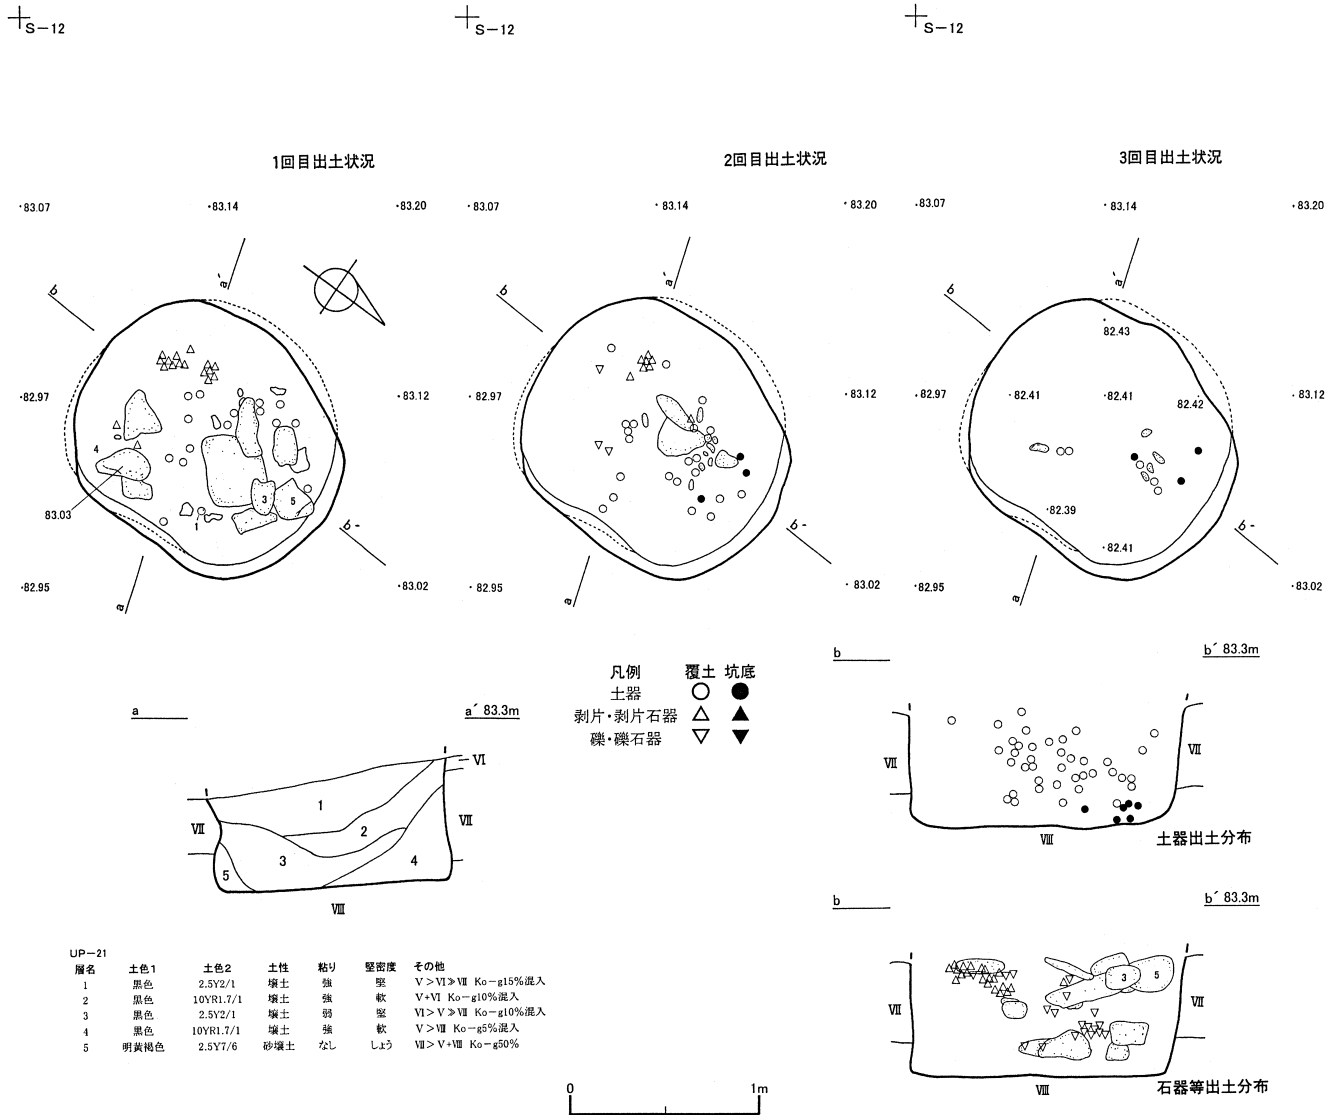 S-12 S-12 S-12
1回目出土状況 2回目出土状況 3回目出土状況
・83.07 ・83.14 ・83.20 ・83.07 ・83.14 ・83.20 ・83.07 ・83.14 ・83.20
a´ a´ a´
b b b
82.43
・82.97 ・83.12 ・82.97 ・83.12 ・82.97 ・82.41 ・82.41 82.42 ・83.12
4
3 5
83.03 1 ・82.39
b- b- b-
・82.41
・82.95 ・83.02 ・82.95 ・83.02 ・82.95 ・83.02
a a a
b b´ 83.3m
凡例 覆土 坑底
土器
剥片・剥片石器
礫・礫石器
a a´ 83.3m
Ⅵ
1
2
Ⅶ Ⅶ
3 4
5
Ⅷ
Ⅶ Ⅶ
Ⅷ
土器出土分布
b b´ 83.3m
3 5
Ⅶ Ⅶ
Ⅷ
石器等出土分布
UP-21
層名 土色1 土色2 土性 粘り 堅密度 その他
1 黒色 2.5Y2/1 壌土 強 堅 Ⅴ>Ⅵ≫Ⅶ Ko-g15%混入
2 黒色 10YR1.7/1 壌土 強 軟 Ⅴ+Ⅵ Ko-g10%混入
3 黒色 2.5Y2/1 壌土 弱 堅 Ⅵ>Ⅴ≫Ⅶ Ko-g10%混入
4 黒色 10YR1.7/1 壌土 強 軟 Ⅴ>Ⅷ Ko-g5%混入
5 明黄褐色 2.5Y7/6 砂壌土 なし しょう Ⅶ>Ⅴ+Ⅷ Ko-g50%
0 1m